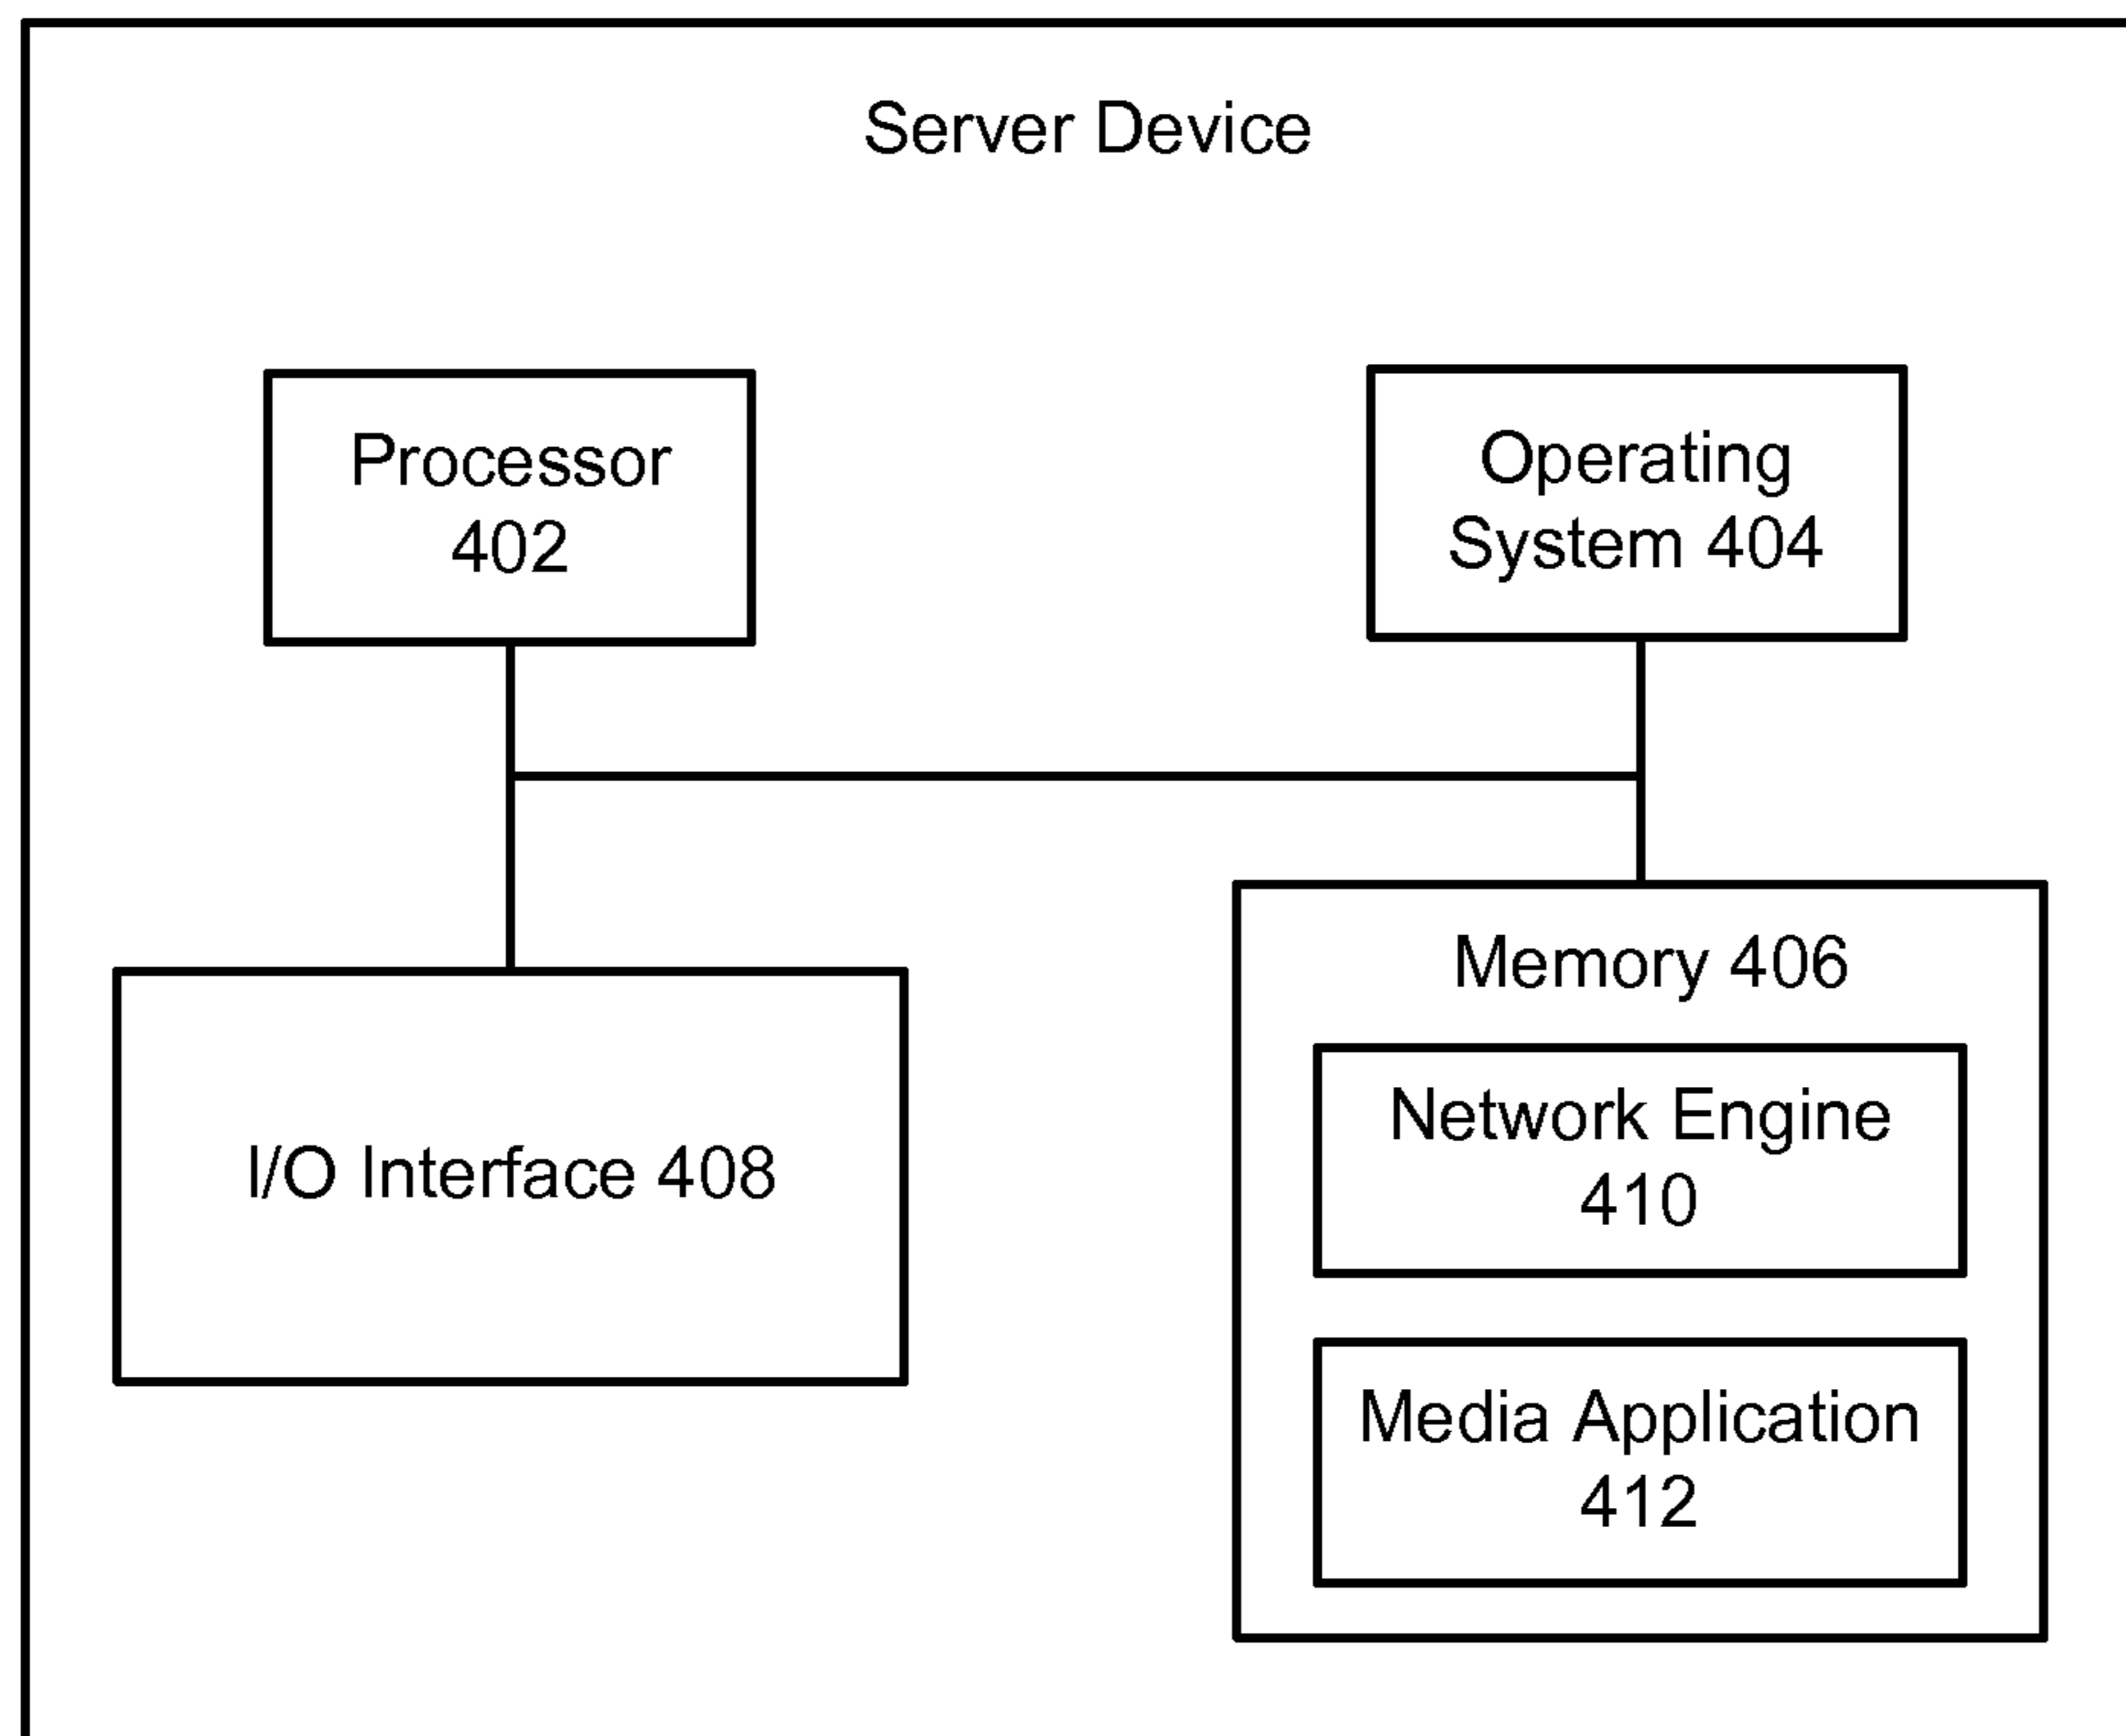 Server Device
Processor
402
Operating
System 404
I/O Interface 408
Memory 406
Network Engine
410
Media Application
412